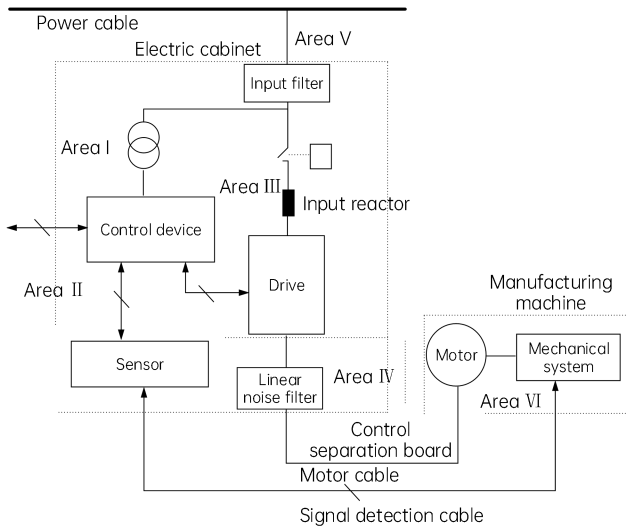 Power cable
Area V
Electric cabinet
Input filter
Area I
Area III
Input reactor
Control device
Area II
Drive
Manufacturing
machine
Sensor
Motor
Mechanical
system
Linear
noise filter
Area IV
Area VI
Control
separation board
Motor cable
Signal detection cable